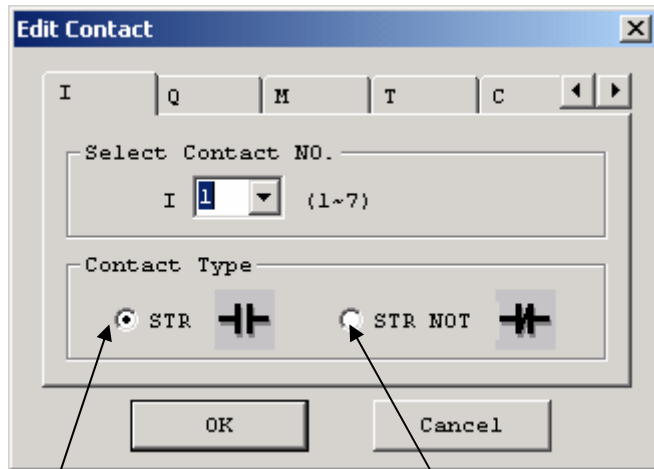 Edit Contact
I Q M T C
Select Contact NO.
I 1 (1~7)
Contact Type
STR STR NOT
OK Cancel